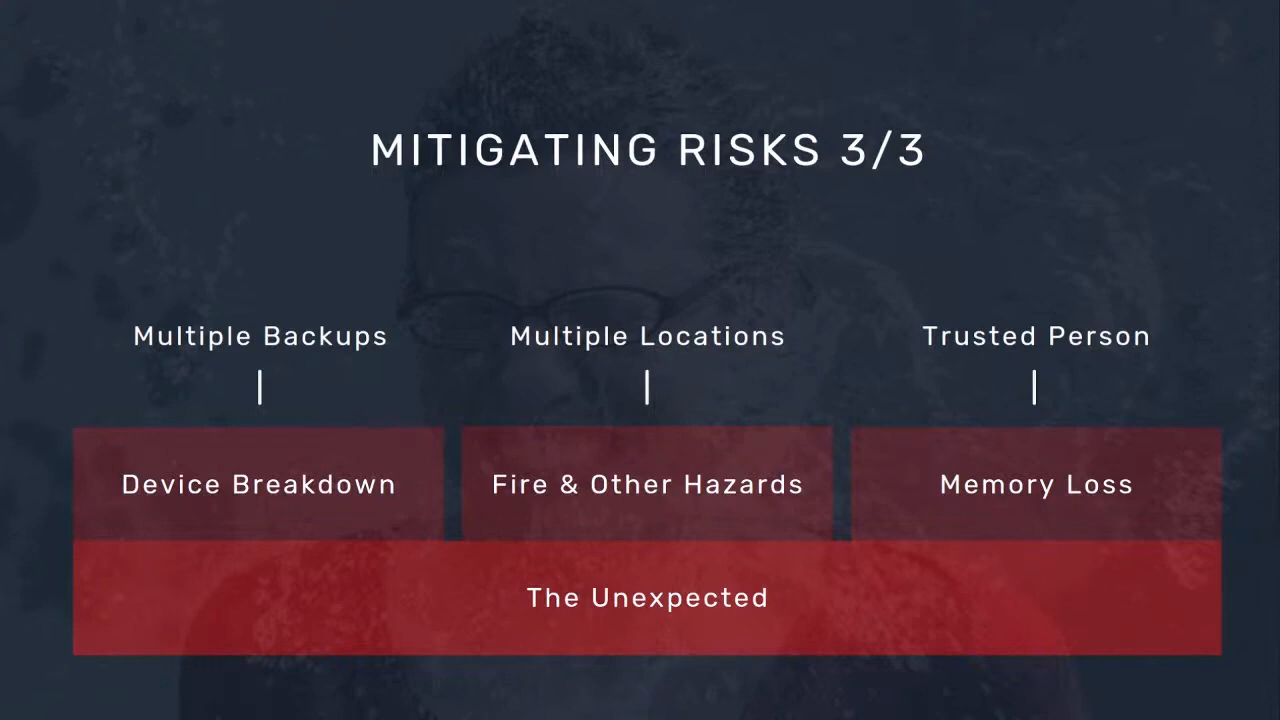 MITIGATING RISKS 3/3
Multiple Backups
Multiple Locations
Trusted Person
Device Breakdown
Fire & Other Hazards
Memory Loss
The Unexpected